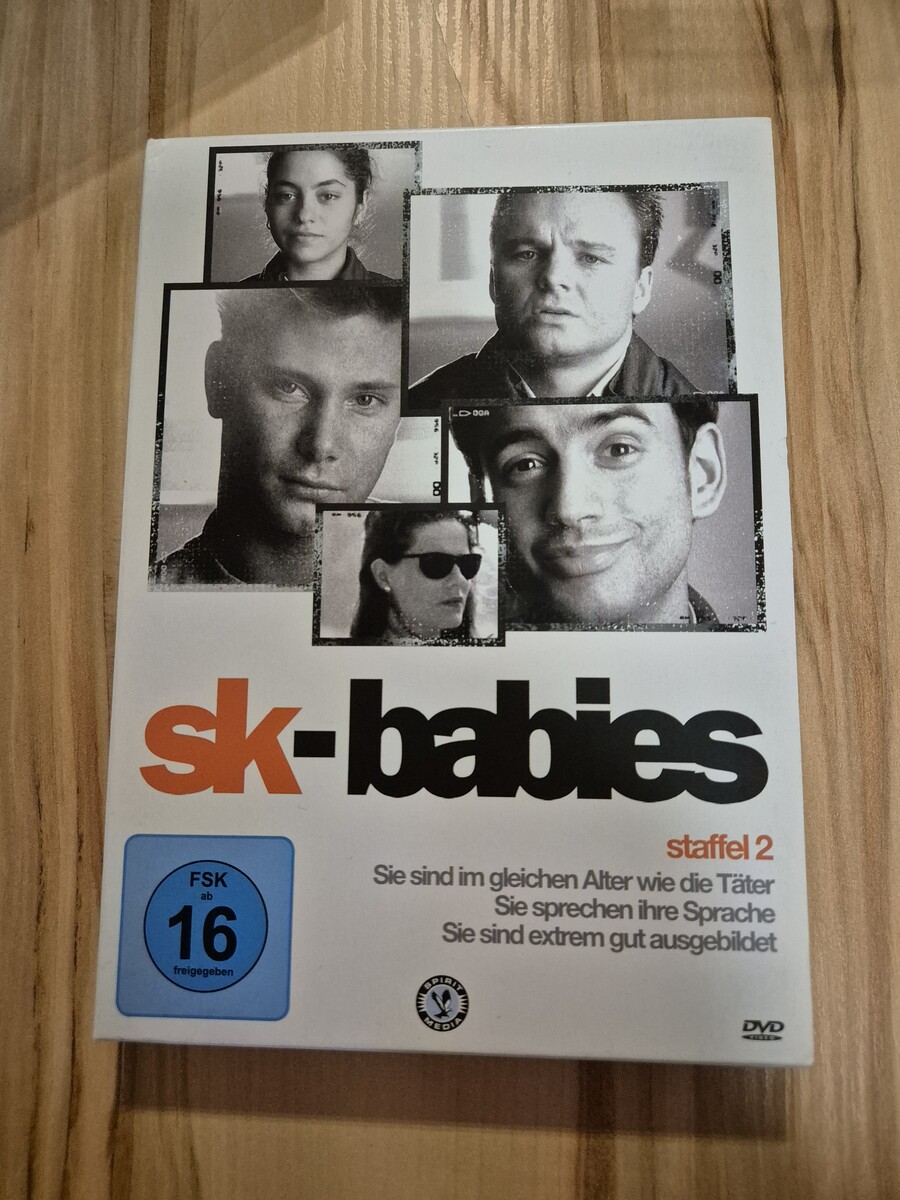 sk-babies
staffel 2
Sie sind im gleichen Alter wie die Täter
Sie sprechen ihre Sprache
Sie sind extrem gut ausgebildet
FSK
ab
16
freigegeben
SPIRIT
MEDIA
DVD
VIDEO